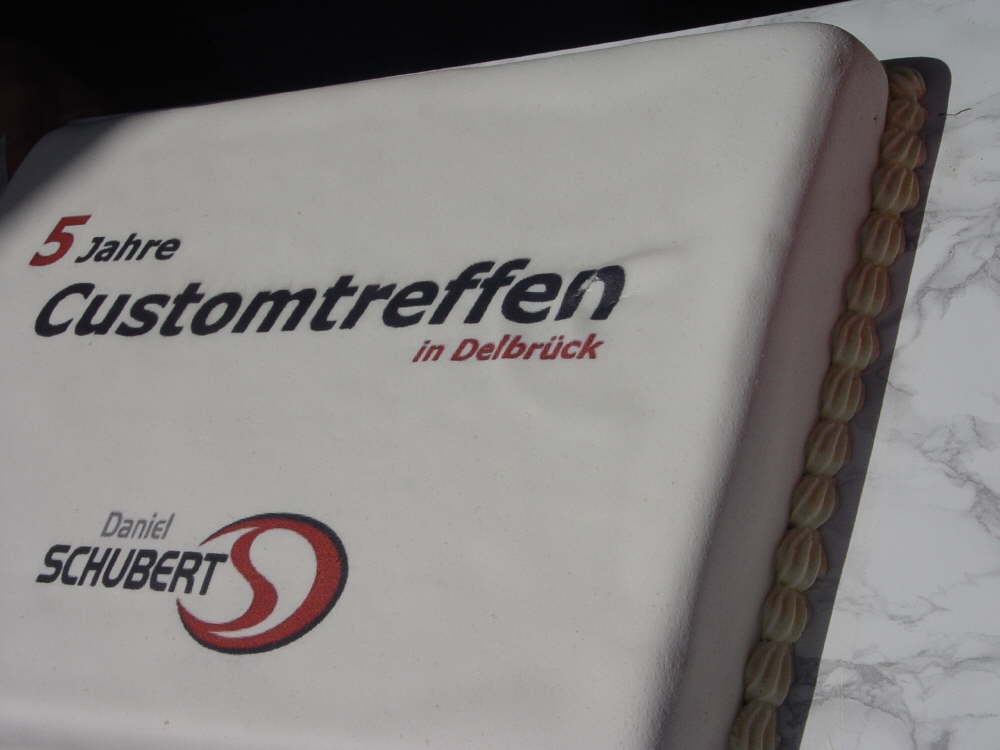 5 Jahre
Customtreffen
in Delbrück
Daniel
SCHUBERT